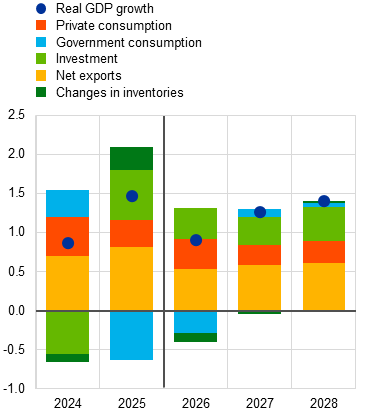 Real GDP growth
Private consumption
Government consumption
Investment
Net exports
Changes in inventories
2.5
2.0
1.5
1.0
0.5
0.0
-0.5
-1.0
2024 2025 2026 2027 2028